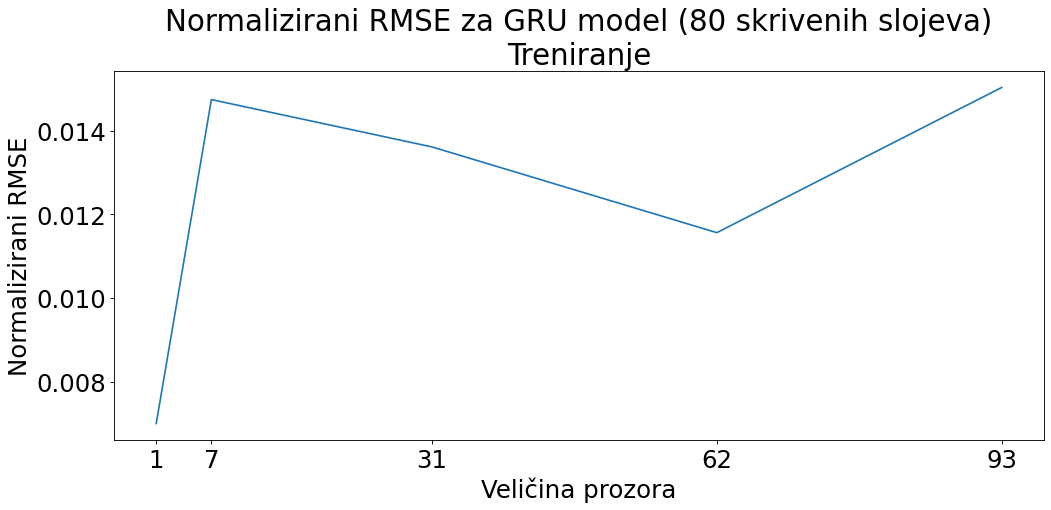 Normalizirani RMSE za GRU model (80 skrivenih slojeva)
Treniranje
Normalizirani RMSE
0.014
0.012
0.010
0.008
1 7 31 62 93
Veličina prozora